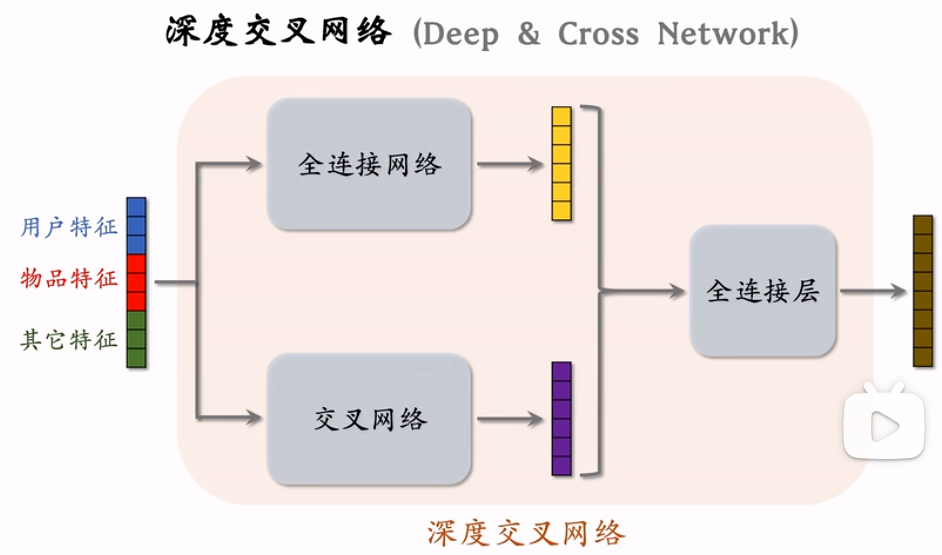 深度交叉网络 (Deep & Cross Network)
全连接网络
用户特征
物品特征
全连接层
其它特征
交叉网络
深度交叉网络